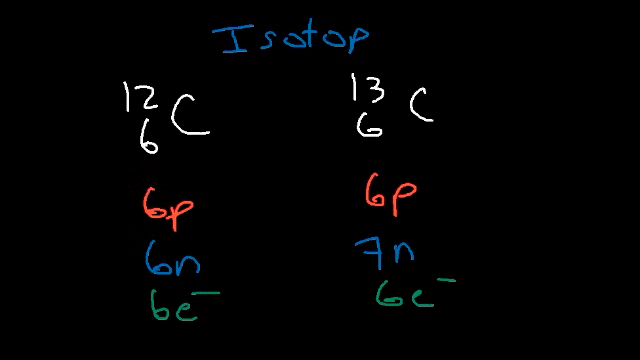 Isotop
12 6 C 13 6 C
6p 6p
6n 7n
6e⁻ 6e⁻